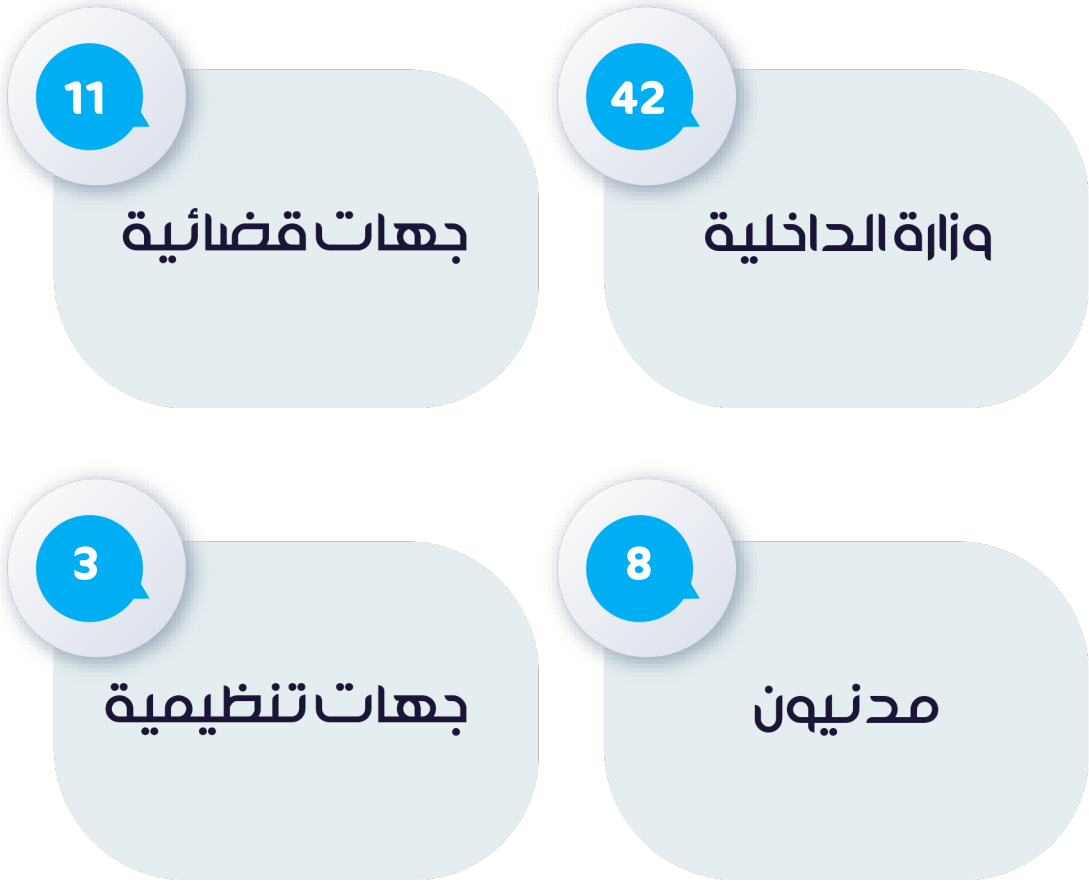 42
وزارة الداخلية
11
جهات قضائية
8
مدنيون
3
جهات تنظيمية